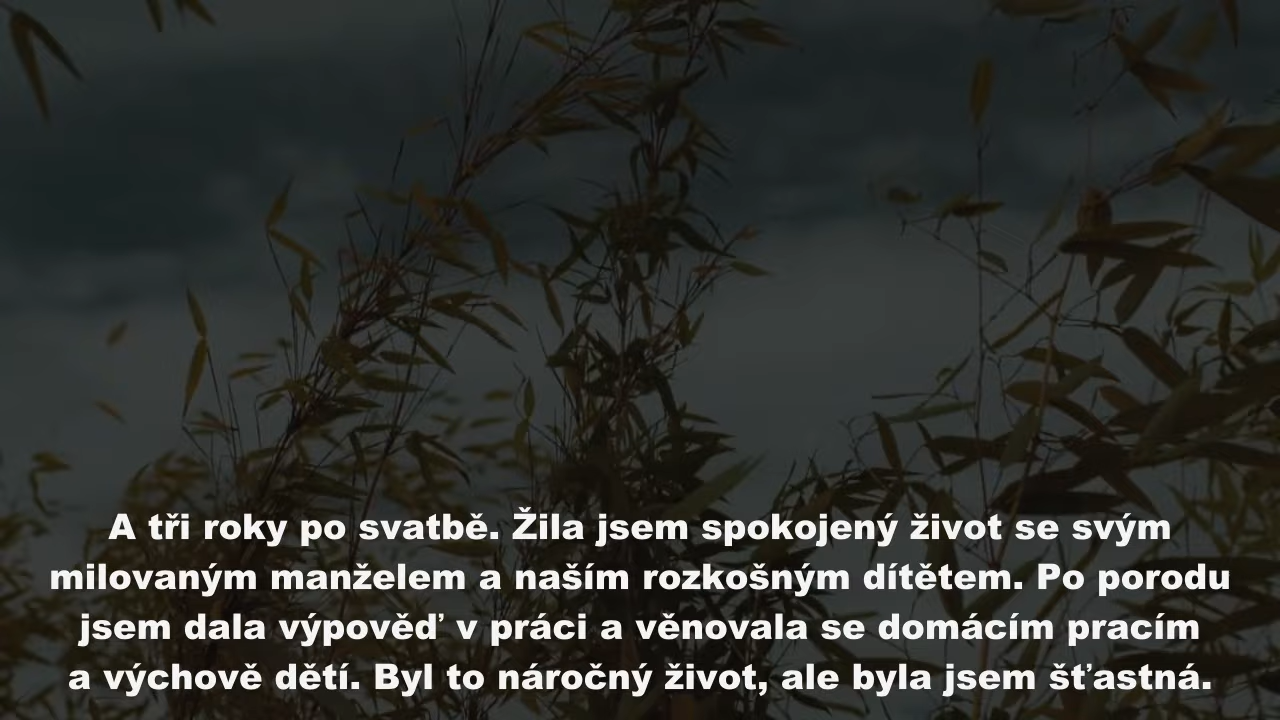 A tři roky po svatbě. Žila jsem spokojený život se svým
milovaným manželem a naším rozkošným dítětem. Po porodu
jsem dala výpověď v práci a věnovala se domácím pracím
a výchově dětí. Byl to náročný život, ale byla jsem šťastná.